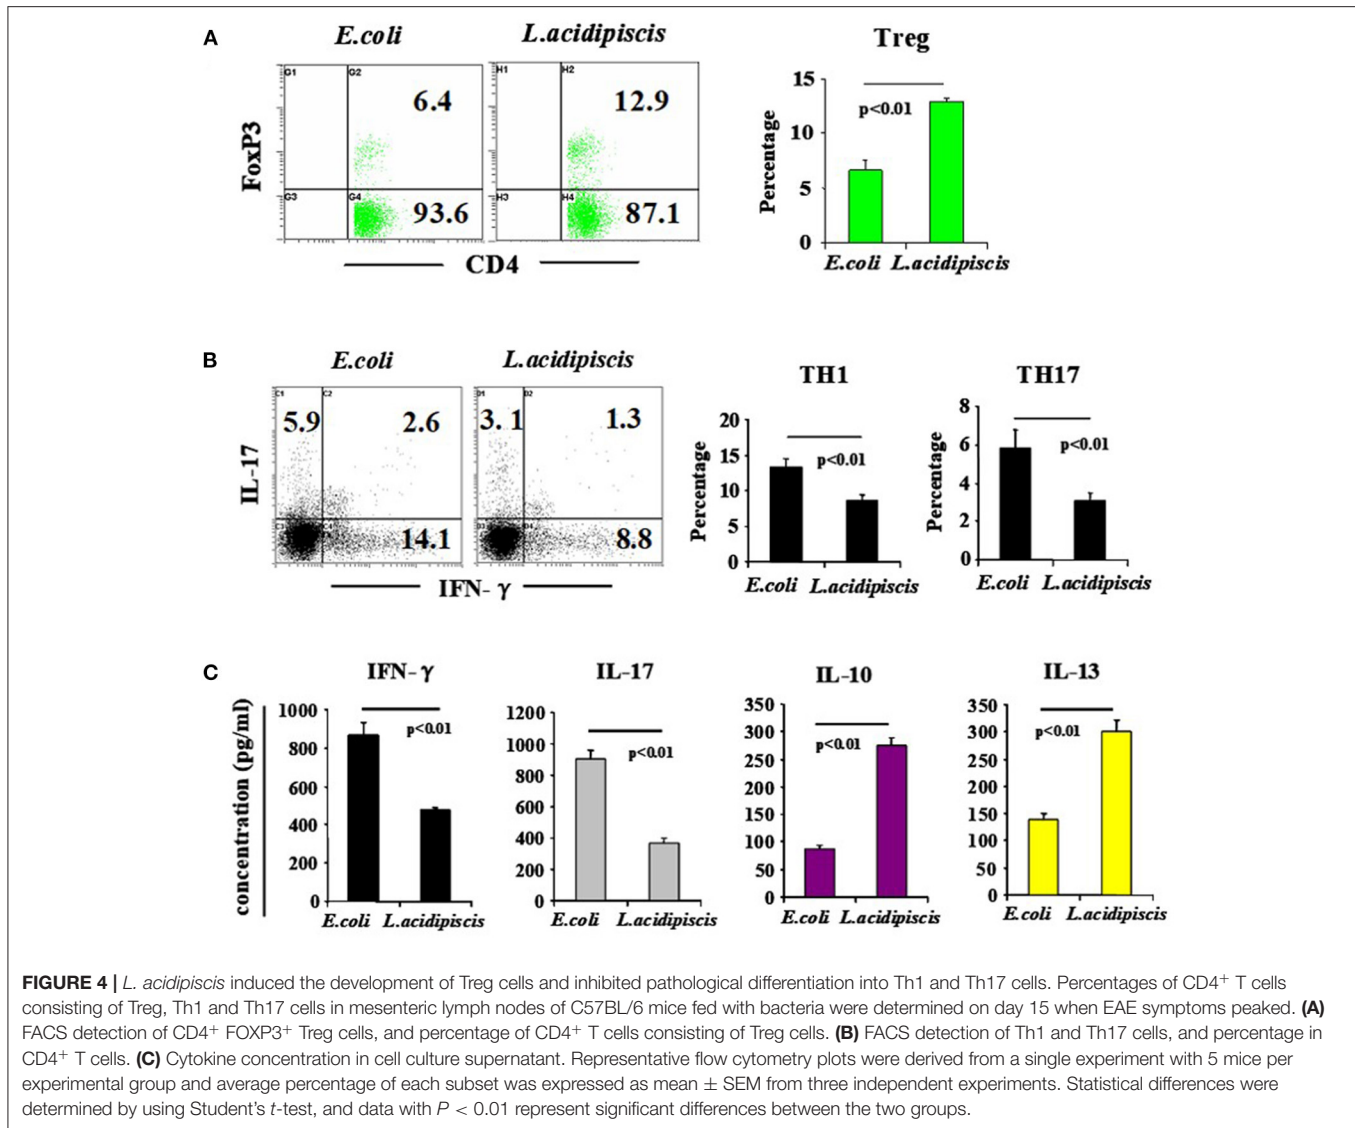 A
E.coli
L.acidipiscis
Treg
G1
G2
6.4
H1
H2
12.9
FoxP3
G3
G4
93.6
H3
H4
87.1
CD4
15
10
5
0
Percentage
p<0.01
E.coli
L.acidipiscis
B
E.coli
L.acidipiscis
TH1
TH17
C1
C2
5.9
2.6
D1
D2
3.1
1.3
IL-17
14.1
8.8
IFN- γ
20
15
10
5
0
Percentage
p<0.01
E.coli
L.acidipiscis
8
6
4
2
0
Percentage
p<0.01
E.coli
L.acidipiscis
C
IFN- γ
IL-17
IL-10
IL-13
concentration (pg/ml)
1000
800
600
400
200
0
p<0.01
E.coli
L.acidipiscis
1200
1000
800
600
400
200
0
p<0.01
E.coli
L.acidipiscis
350
300
250
200
150
100
50
0
p<0.01
E.coli
L.acidipiscis
350
300
250
200
150
100
50
0
p<0.01
E.coli
L.acidipiscis
FIGURE 4 | L. acidipiscis induced the development of Treg cells and inhibited pathological differentiation into Th1 and Th17 cells. Percentages of CD4+ T cells
consisting of Treg, Th1 and Th17 cells in mesenteric lymph nodes of C57BL/6 mice fed with bacteria were determined on day 15 when EAE symptoms peaked. (A)
FACS detection of CD4+ FOXP3+ Treg cells, and percentage of CD4+ T cells consisting of Treg cells. (B) FACS detection of Th1 and Th17 cells, and percentage in
CD4+ T cells. (C) Cytokine concentration in cell culture supernatant. Representative flow cytometry plots were derived from a single experiment with 5 mice per
experimental group and average percentage of each subset was expressed as mean ± SEM from three independent experiments. Statistical differences were
determined by using Student's t-test, and data with P < 0.01 represent significant differences between the two groups.